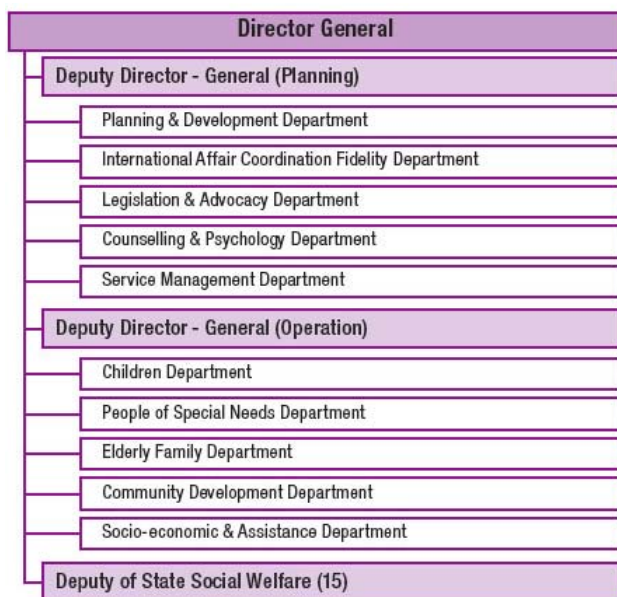 Director General
Deputy Director - General (Planning)
Planning & Development Department
International Affair Coordination Fidelity Department
Legislation & Advocacy Department
Counselling & Psychology Department
Service Management Department
Deputy Director - General (Operation)
Children Department
People of Special Needs Department
Elderly Family Department
Community Development Department
Socio-economic & Assistance Department
Deputy of State Social Welfare (15)